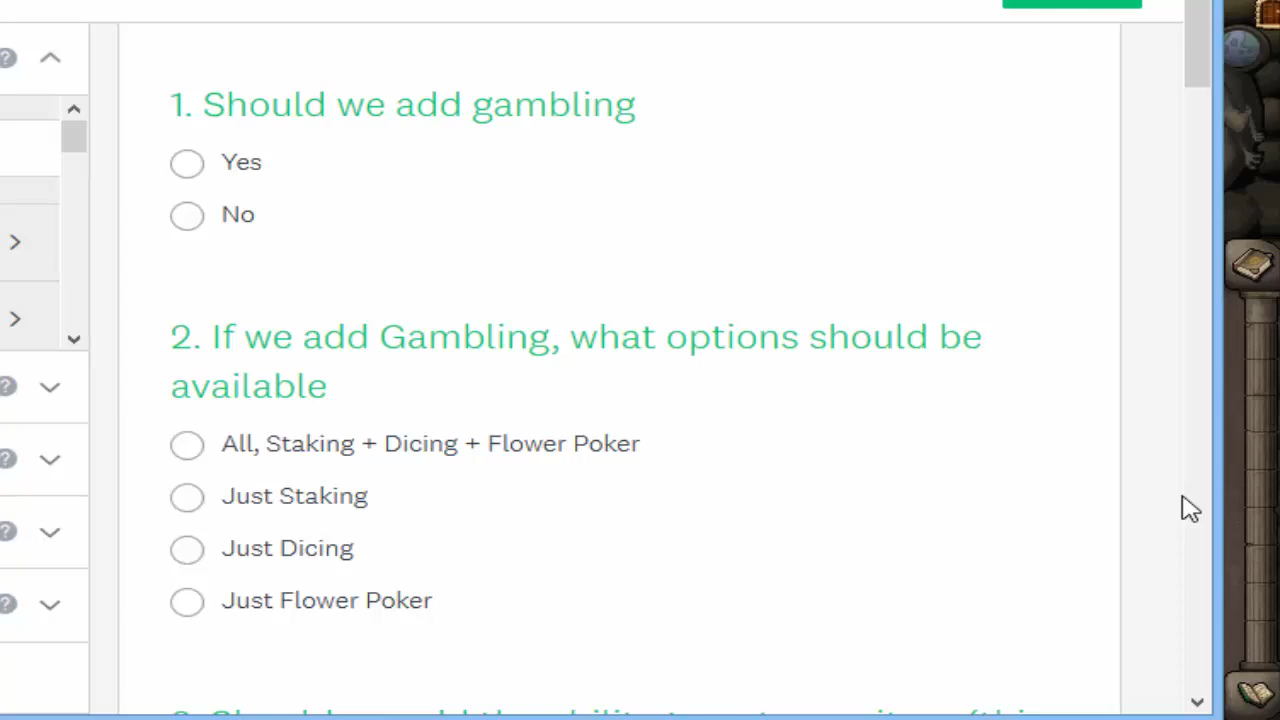 1. Should we add gambling
Yes
No
2. If we add Gambling, what options should be
available
All, Staking + Dicing + Flower Poker
Just Staking
Just Dicing
Just Flower Poker